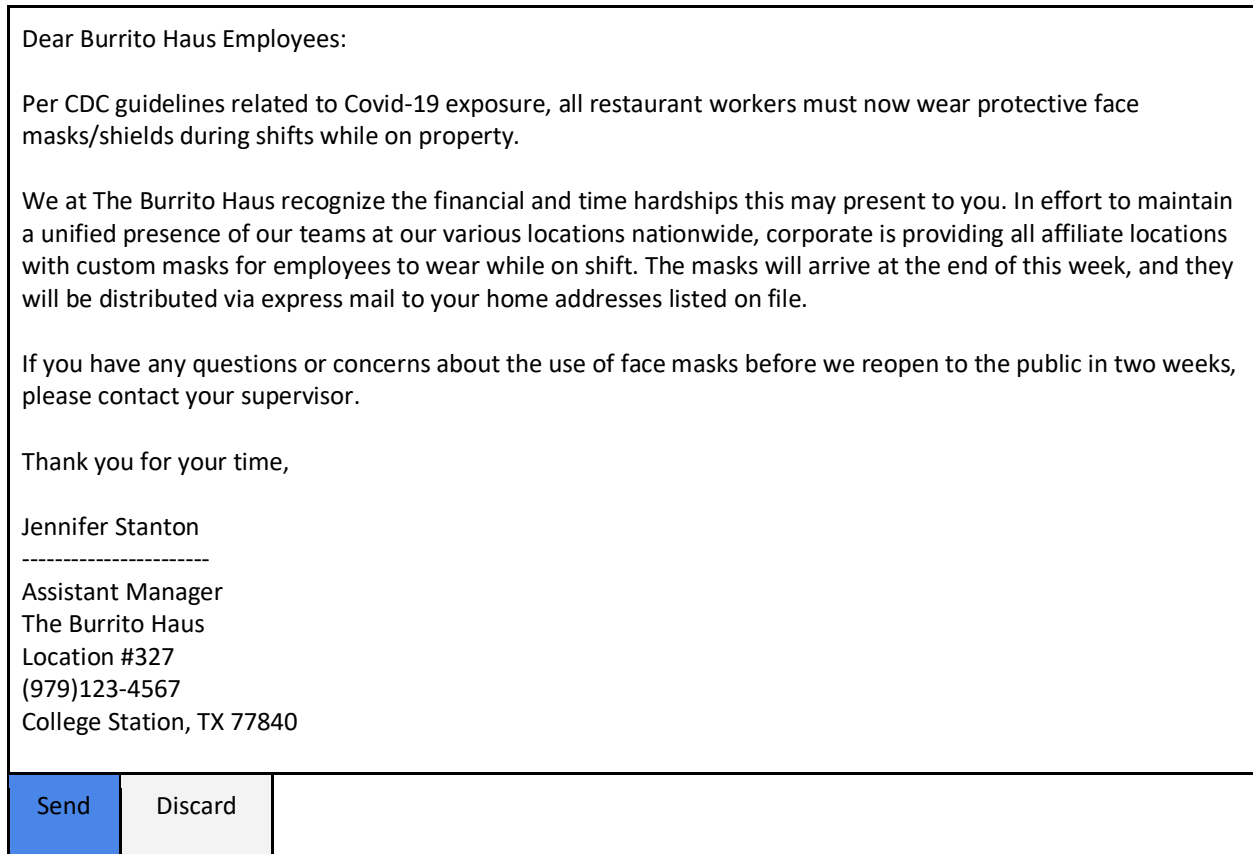 Dear Burrito Haus Employees:
Per CDC guidelines related to Covid-19 exposure, all restaurant workers must now wear protective face
masks/shields during shifts while on property.
We at The Burrito Haus recognize the financial and time hardships this may present to you. In effort to maintain
a unified presence of our teams at our various locations nationwide, corporate is providing all affiliate locations
with custom masks for employees to wear while on shift. The masks will arrive at the end of this week, and they
will be distributed via express mail to your home addresses listed on file.
If you have any questions or concerns about the use of face masks before we reopen to the public in two weeks,
please contact your supervisor.
Thank you for your time,
Jennifer Stanton
-----------------------
Assistant Manager
The Burrito Haus
Location #327
(979)123-4567
College Station, TX 77840
Send Discard